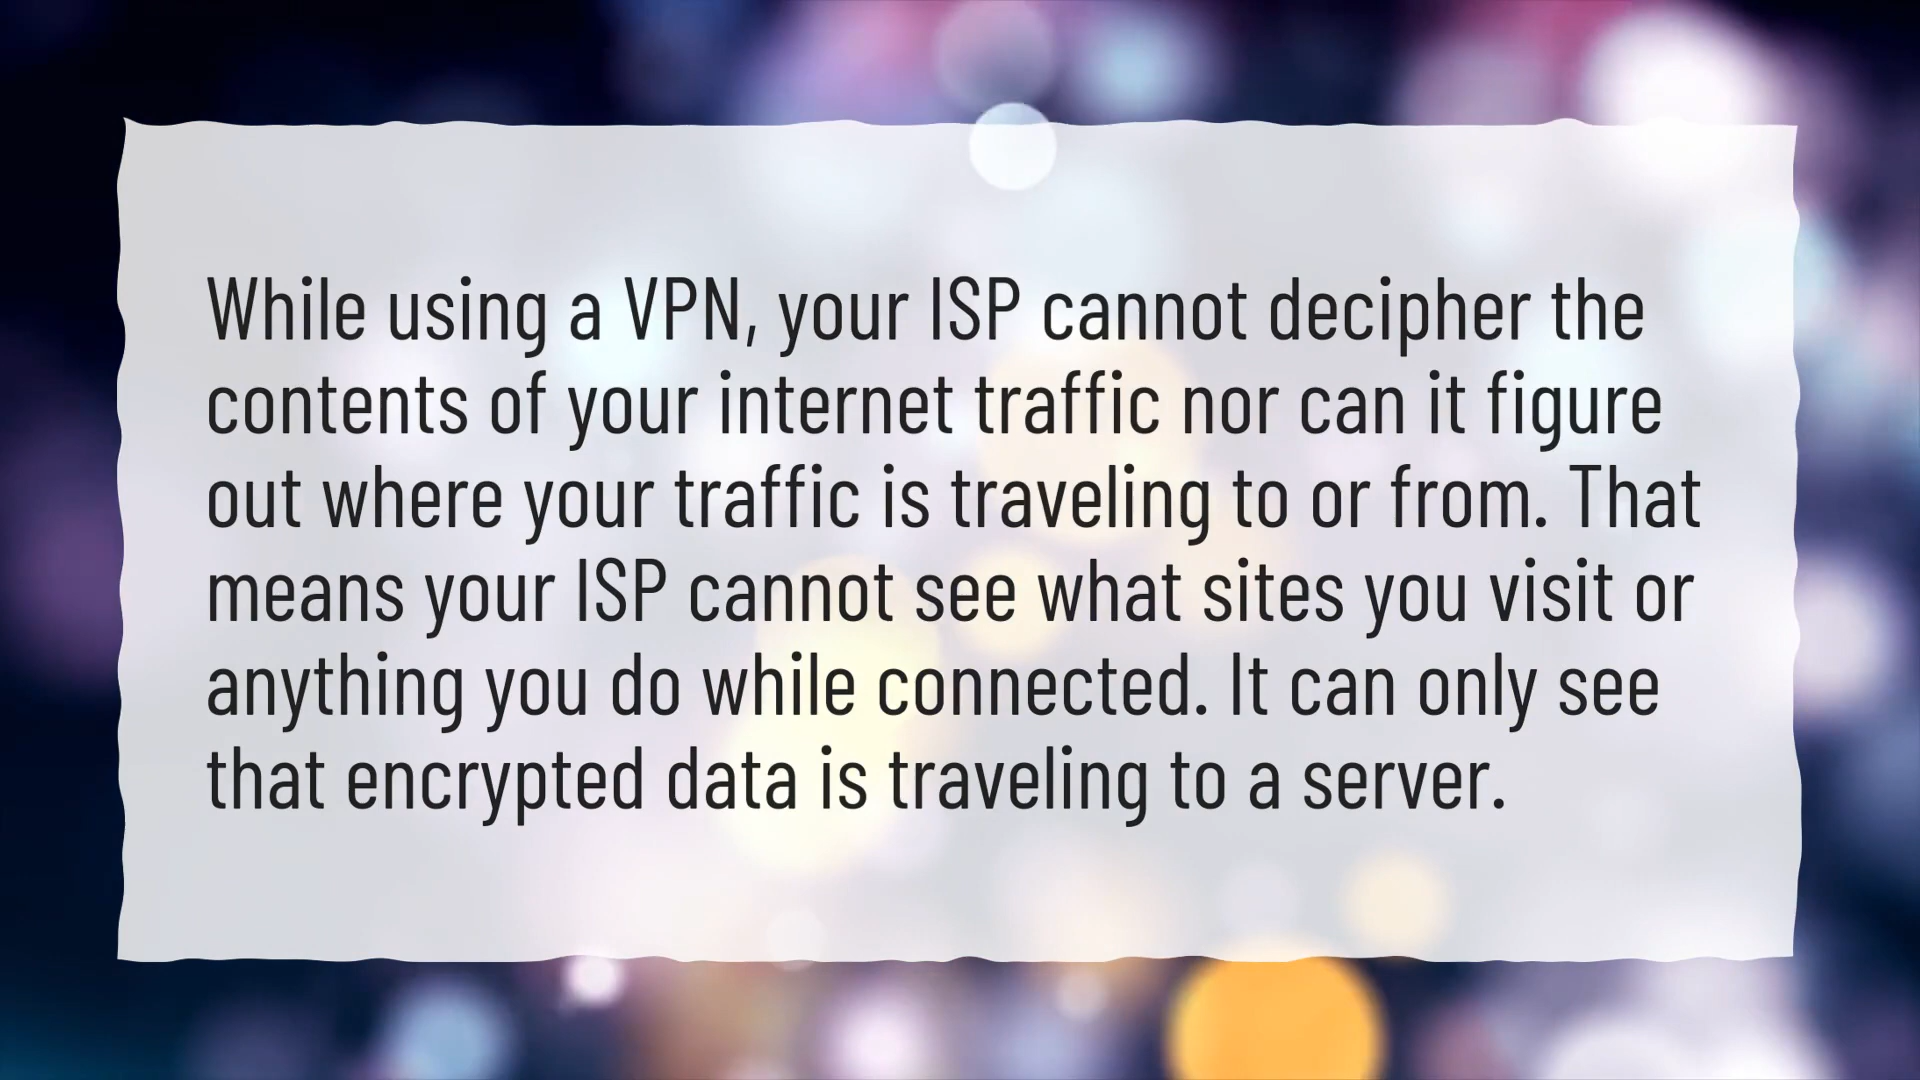 While using a VPN, your ISP cannot decipher the
contents of your internet traffic nor can it figure
out where your traffic is traveling to or from. That
means your ISP cannot see what sites you visit or
anything you do while connected. It can only see
that encrypted data is traveling to a server.